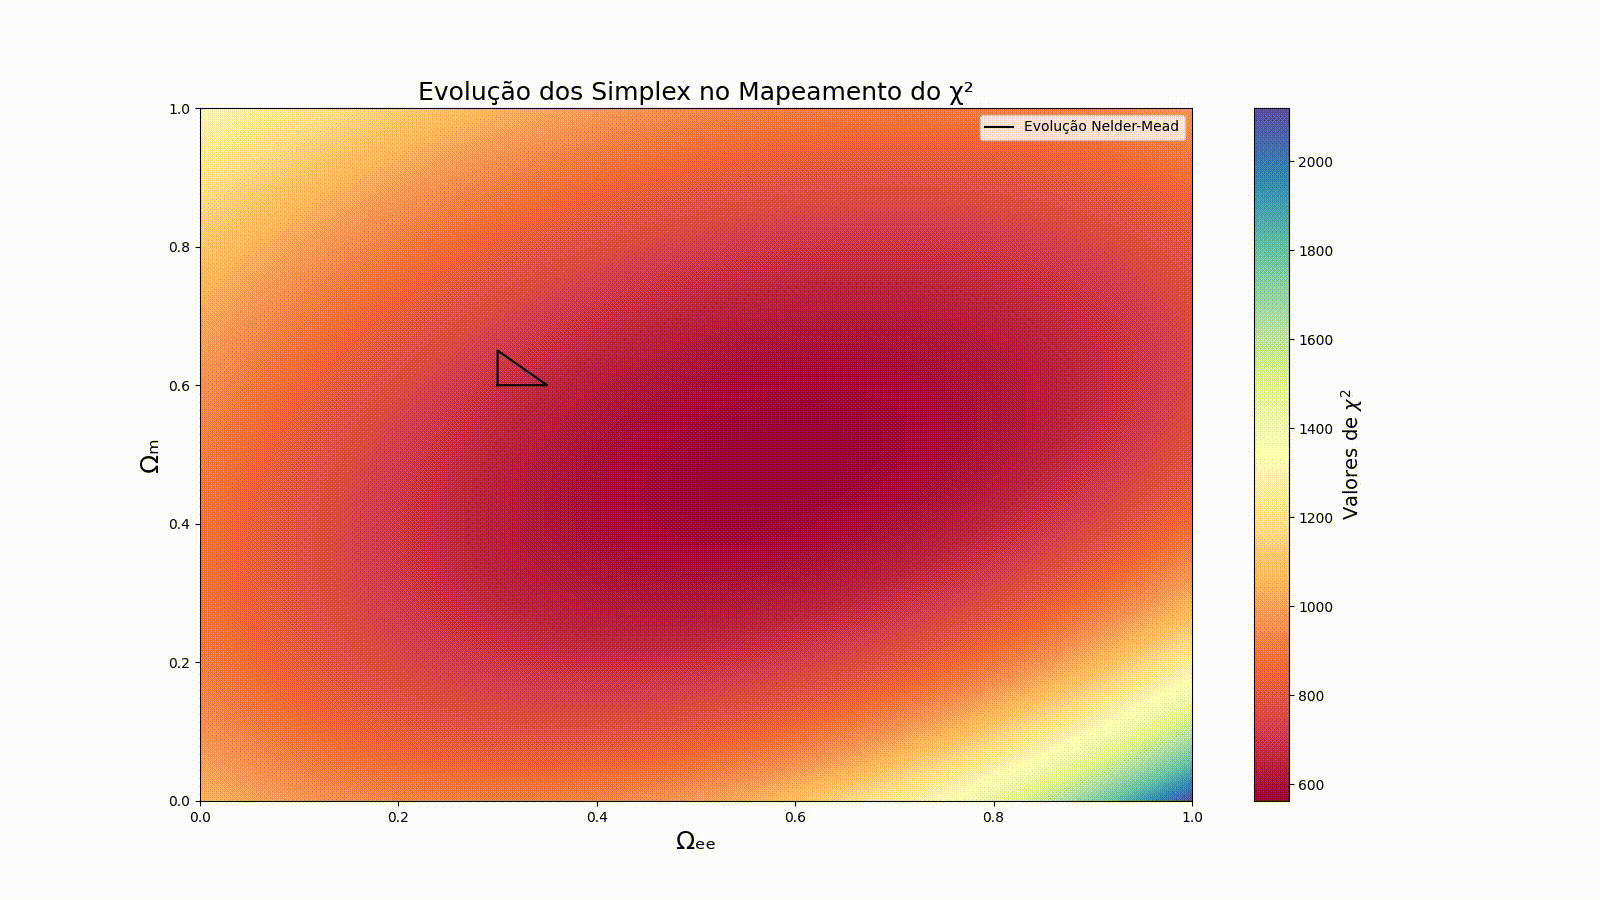 Evolução dos Simplex no Mapeamento do χ²
Evolução Nelder-Mead
1.0
0.8
0.6
0.4
0.2
0.0
Ωₘ
0.0 0.2 0.4 0.6 0.8 1.0
Ωₑₑ
2000
1800
1600
1400
1200
1000
800
600
Valores de χ²